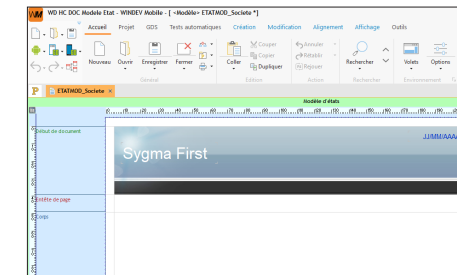 WD HC DOC Modele Etat - WINDEV Mobile - [ <Modèle> ETATMOD_Societe *]
Accueil Projet GDS Tests automatiques Création Modification Alignement Affichage Outils
Nouveau Ouvrir Enregistrer Fermer Coller Couper Copier Dupliquer Annuler Rétablir Rejouer Rechercher Volets Options
Général Edition Action Rechercher Environnement
ETATMOD_Societe ×
Modèle d'états
Début de document
JJ/MM/AAA
Sygma First
Entête de page
Corps